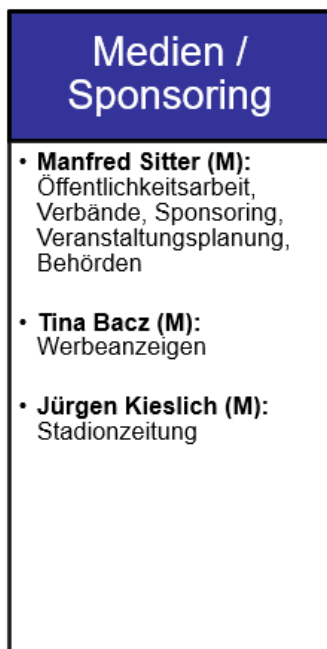 Medien /
Sponsoring
• Manfred Sitter (M):
Öffentlichkeitsarbeit,
Verbände, Sponsoring,
Veranstaltungsplanung,
Behörden
• Tina Bacz (M):
Werbeanzeigen
• Jürgen Kieslich (M):
Stadionzeitung